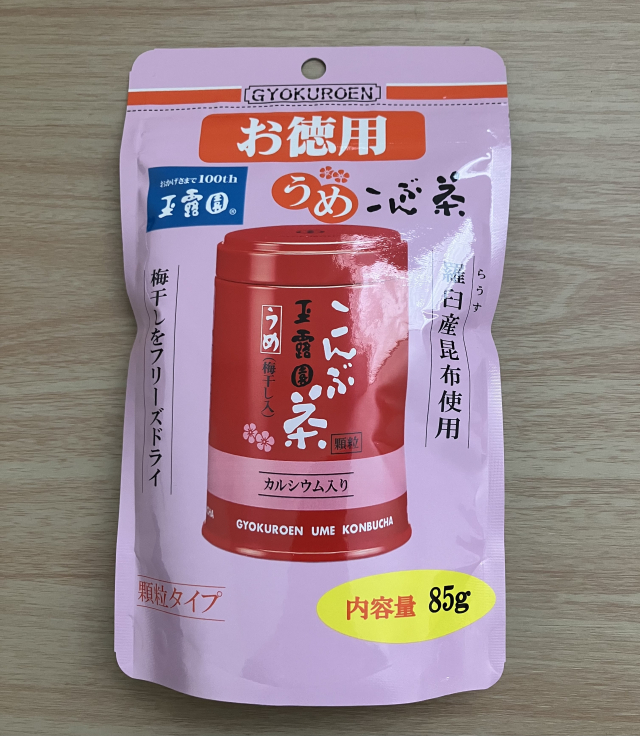 GYOKUROEN
お徳用
おかげさまで100th
玉露園®
うめこんぶ茶
らうす
羅臼産昆布使用
梅干しをフリーズドライ
こんぶ茶
玉露園
うめ
(梅干し入)
顆粒
カルシウム入り
CHA
GYOKUROEN UME KONBUCHA
顆粒タイプ
内容量 85g